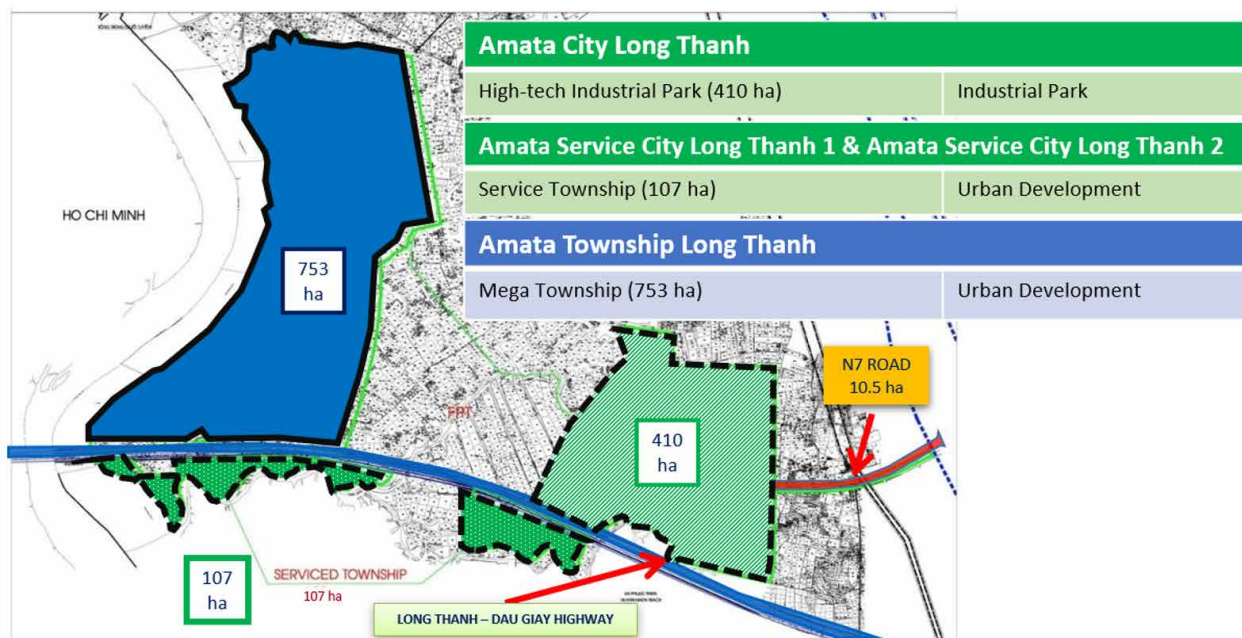 Amata City Long Thanh
High-tech Industrial Park (410 ha) Industrial Park
Amata Service City Long Thanh 1 & Amata Service City Long Thanh 2
Service Township (107 ha) Urban Development
Amata Township Long Thanh
Mega Township (753 ha) Urban Development
HO CHI MINH
753
ha
N7 ROAD
10.5 ha
FPT
410
ha
107
ha
SERVICED TOWNSHIP
107 ha
LONG THANH – DAU GIAY HIGHWAY